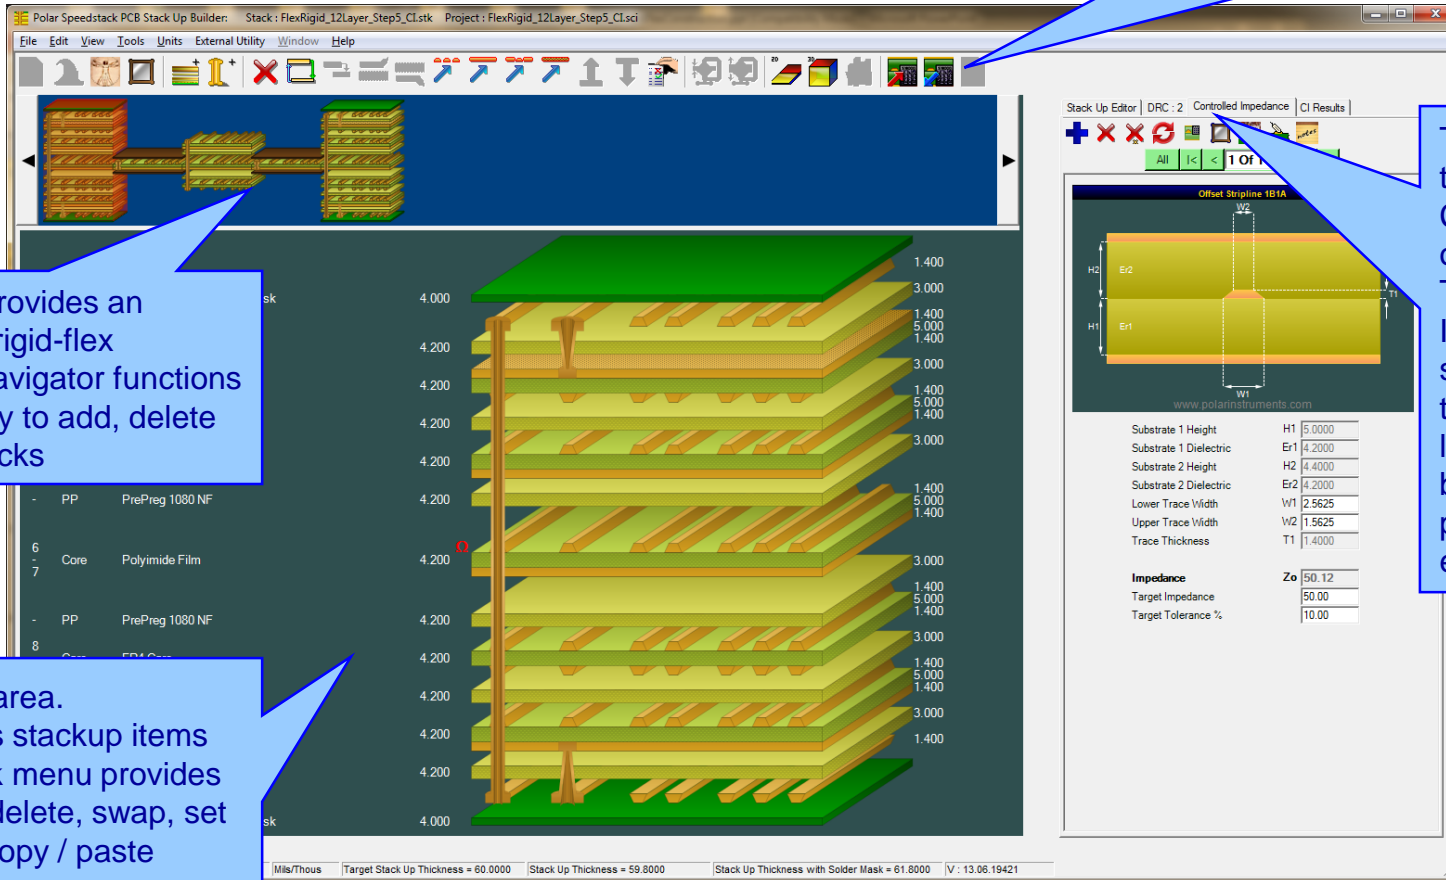 Polar Speedstack PCB Stack Up Builder: Stack : FlexRigid_12Layer_Step5_CI.stk Project : FlexRigid_12Layer_Step5_CI.sci
File Edit View Tools Units External Utility Window Help
Stack Up Editor DRC : 2 Controlled Impedance CI Results
notes
All |< < 1 Of 1
Offset Stripline 1B1A
W2
H2 Er2
T1
H1 Er1
W1
www.polarinstruments.com
Substrate 1 Height H1 5.0000
Substrate 1 Dielectric Er1 4.2000
Substrate 2 Height H2 4.4000
Substrate 2 Dielectric Er2 4.2000
Lower Trace Width W1 2.5625
Upper Trace Width W2 1.5625
Trace Thickness T1 1.4000
Impedance Zo 50.12
Target Impedance 50.00
Target Tolerance % 10.00
rovides an
rigid-flex
avigator functions
y to add, delete
cks
sk 4.000
4.200
4.200
4.200
4.200
- PP PrePreg 1080 NF 4.200
6
-
7
Core Polyimide Film 4.200 Ω
- PP PrePreg 1080 NF 4.200
8
4.200
4.200
4.200
4.200
sk 4.000
1.400
3.000
1.400
5.000
1.400
3.000
1.400
5.000
1.400
3.000
1.400
5.000
1.400
3.000
1.400
5.000
1.400
3.000
1.400
5.000
1.400
3.000
1.400
area.
s stackup items
k menu provides
delete, swap, set
opy / paste
Mils/Thous Target Stack Up Thickness = 60.0000 Stack Up Thickness = 59.8000 Stack Up Thickness with Solder Mask = 61.8000 V : 13.06.19421